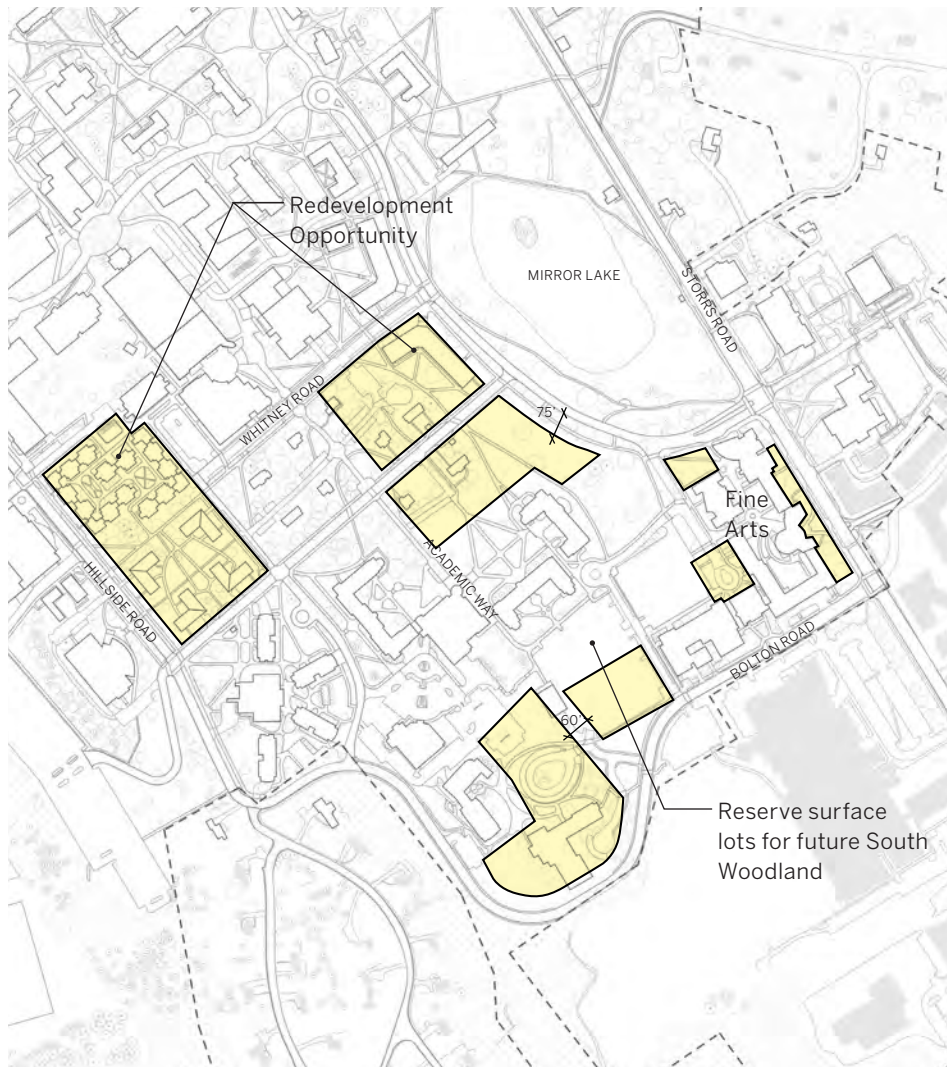 Redevelopment
Opportunity
MIRROR LAKE
STORRS ROAD
WHITNEY ROAD
75'
Fine
Arts
ACADEMIC WAY
HILLSIDE ROAD
BOLTON ROAD
60'
Reserve surface
lots for future South
Woodland